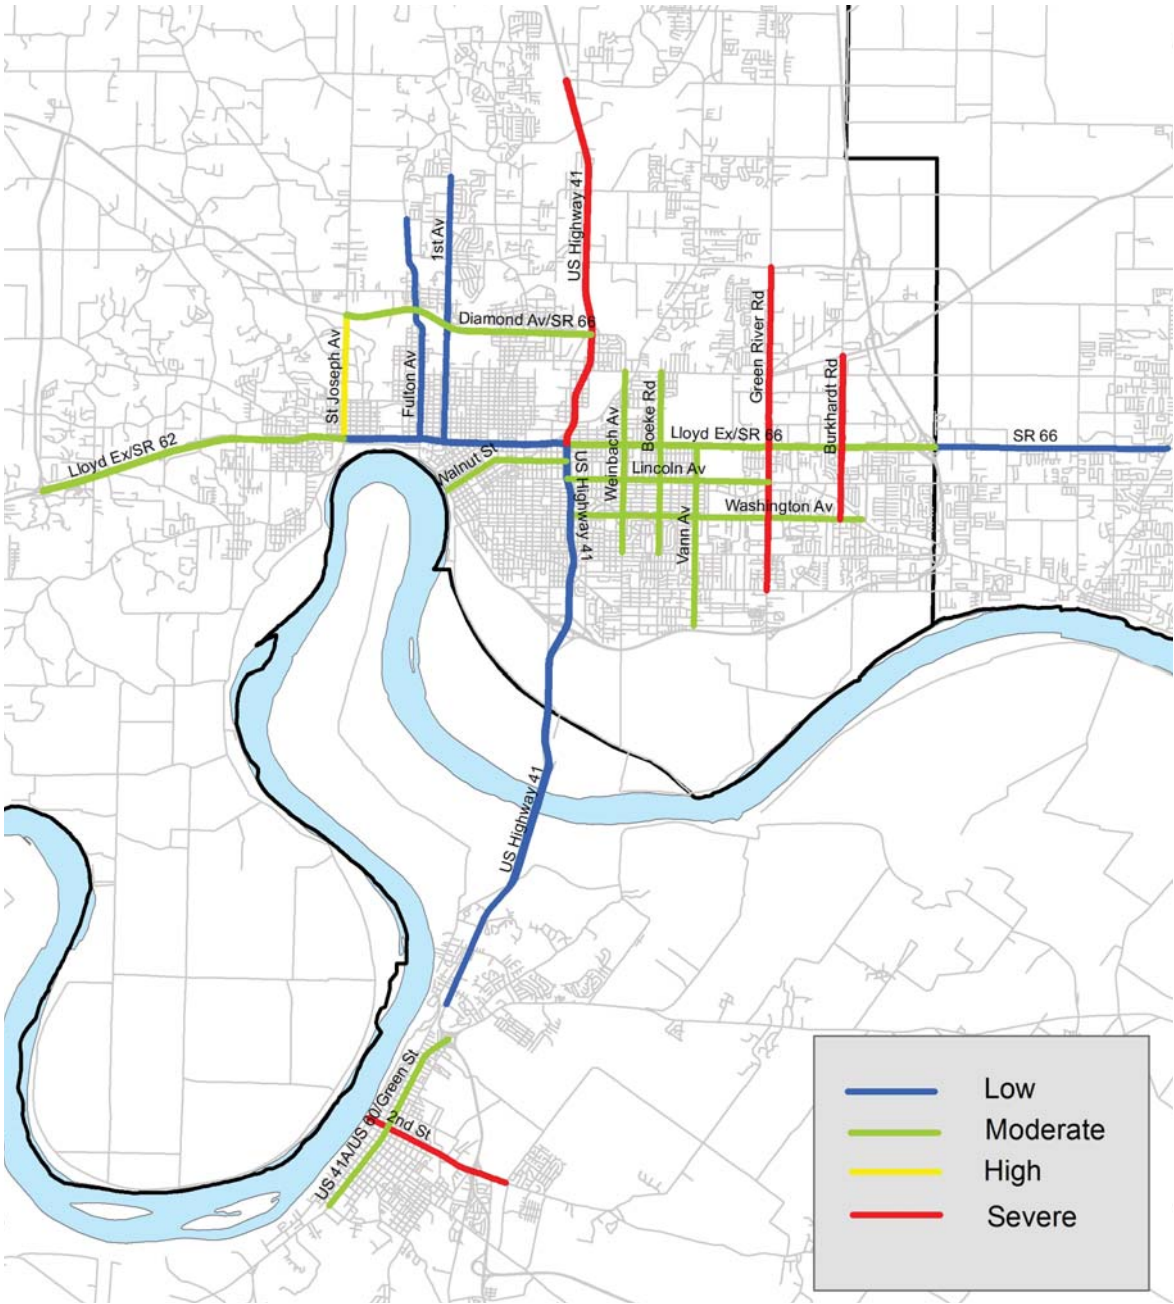 US Highway 41
1st Av
Diamond Av/SR 66
St Joseph Av
Fulton Av
Green River Rd
Burkhardt Rd
Boeke Rd
Weinbach Av
Lloyd Ex/SR 66
SR 66
Lloyd Ex/SR 62
Walnut St
US Highway 41
Lincoln Av
Washington Av
Vann Av
US Highway 41
US 41A/US 60/Green St
2nd St
Low
Moderate
High
Severe